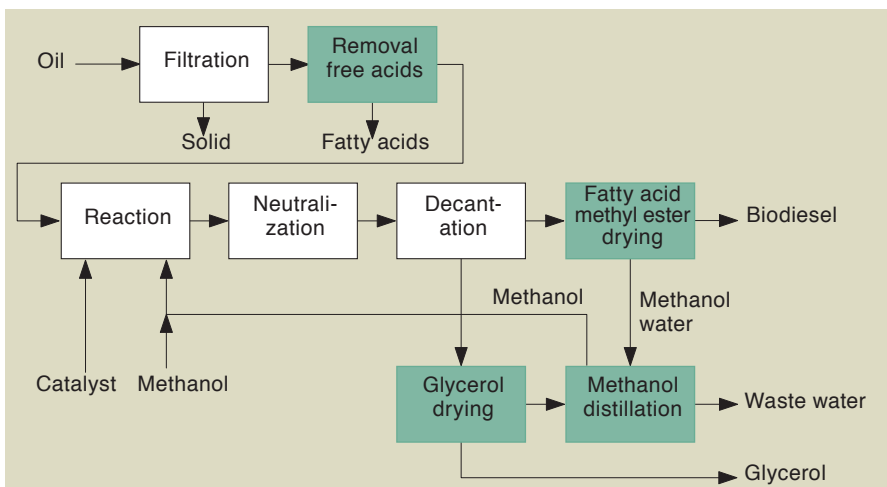 Oil
Filtration
Removal
free acids
Solid
Fatty acids
Reaction
Neutrali-
zation
Decant-
ation
Fatty acid
methyl ester
drying
Biodiesel
Methanol
Methanol
water
Catalyst
Methanol
Glycerol
drying
Methanol
distillation
Waste water
Glycerol